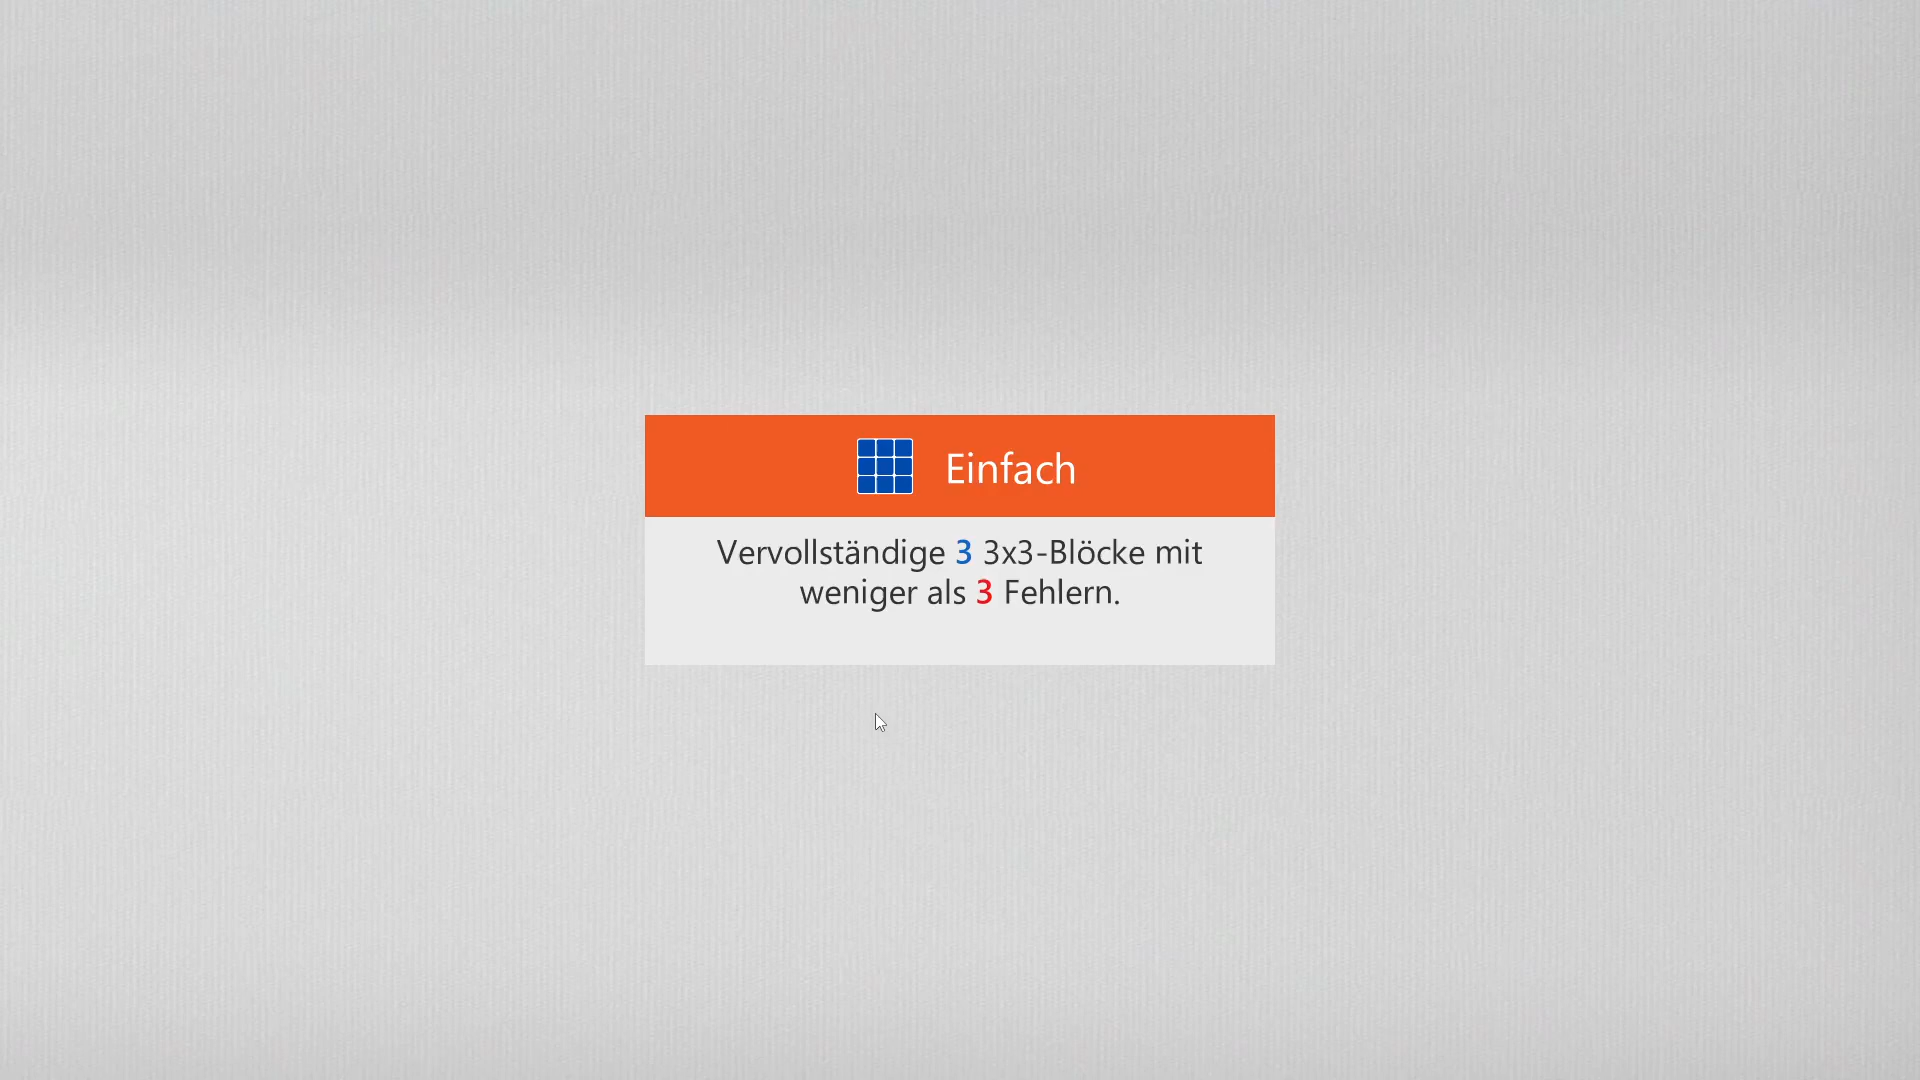 Einfach
Vervollständige 3 3x3-Blöcke mit
weniger als 3 Fehlern.